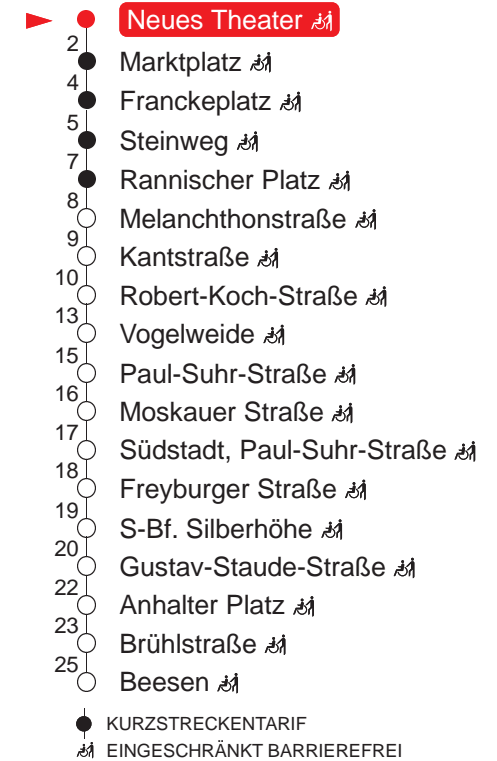 Neues Theater
2
Marktplatz
4
Franckeplatz
5
Steinweg
7
Rannischer Platz
8
Melanchthonstraße
9
Kantstraße
10
Robert-Koch-Straße
13
Vogelweide
15
Paul-Suhr-Straße
16
Moskauer Straße
17
Südstadt, Paul-Suhr-Straße
18
Freyburger Straße
19
S-Bf. Silberhöhe
20
Gustav-Staude-Straße
22
Anhalter Platz
23
Brühlstraße
25
Beesen
KURZSTRECKENTARIF
EINGESCHRÄNKT BARRIEREFREI